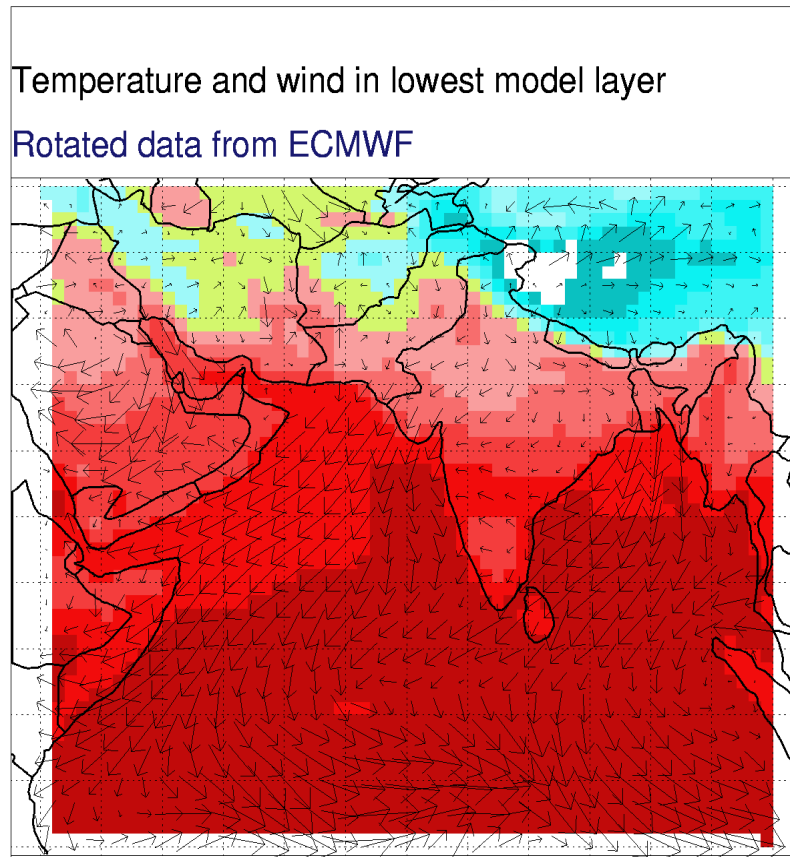 Temperature and wind in lowest model layer
Rotated data from ECMWF